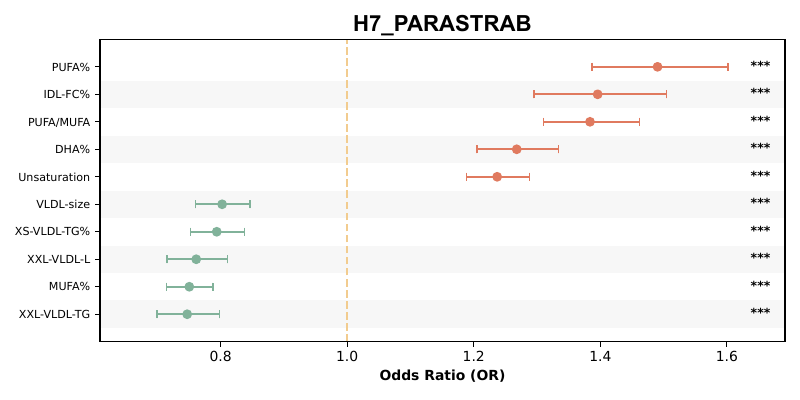 H7_PARASTRAB
PUFA% ***
IDL-FC% ***
PUFA/MUFA ***
DHA% ***
Unsaturation ***
VLDL-size ***
XS-VLDL-TG% ***
XXL-VLDL-L ***
MUFA% ***
XXL-VLDL-TG ***
0.8 1.0 1.2 1.4 1.6
Odds Ratio (OR)